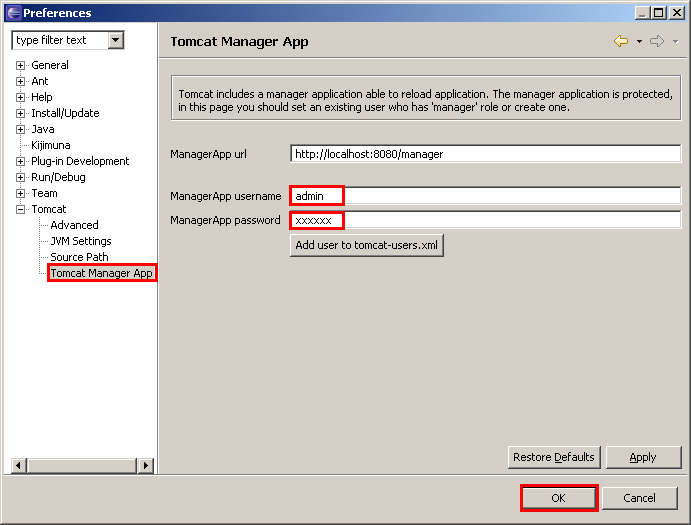 Preferences
type filter text
General
Ant
Help
Install/Update
Java
Kijimuna
Plug-in Development
Run/Debug
Team
Tomcat
Advanced
JVM Settings
Source Path
Tomcat Manager App
Tomcat Manager App
Tomcat includes a manager application able to reload application. The manager application is protected,
in this page you should set an existing user who has 'manager' role or create one.
ManagerApp url
http://localhost:8080/manager
ManagerApp username
admin
ManagerApp password
xxxxxx
Add user to tomcat-users.xml
Restore Defaults
Apply
OK
Cancel